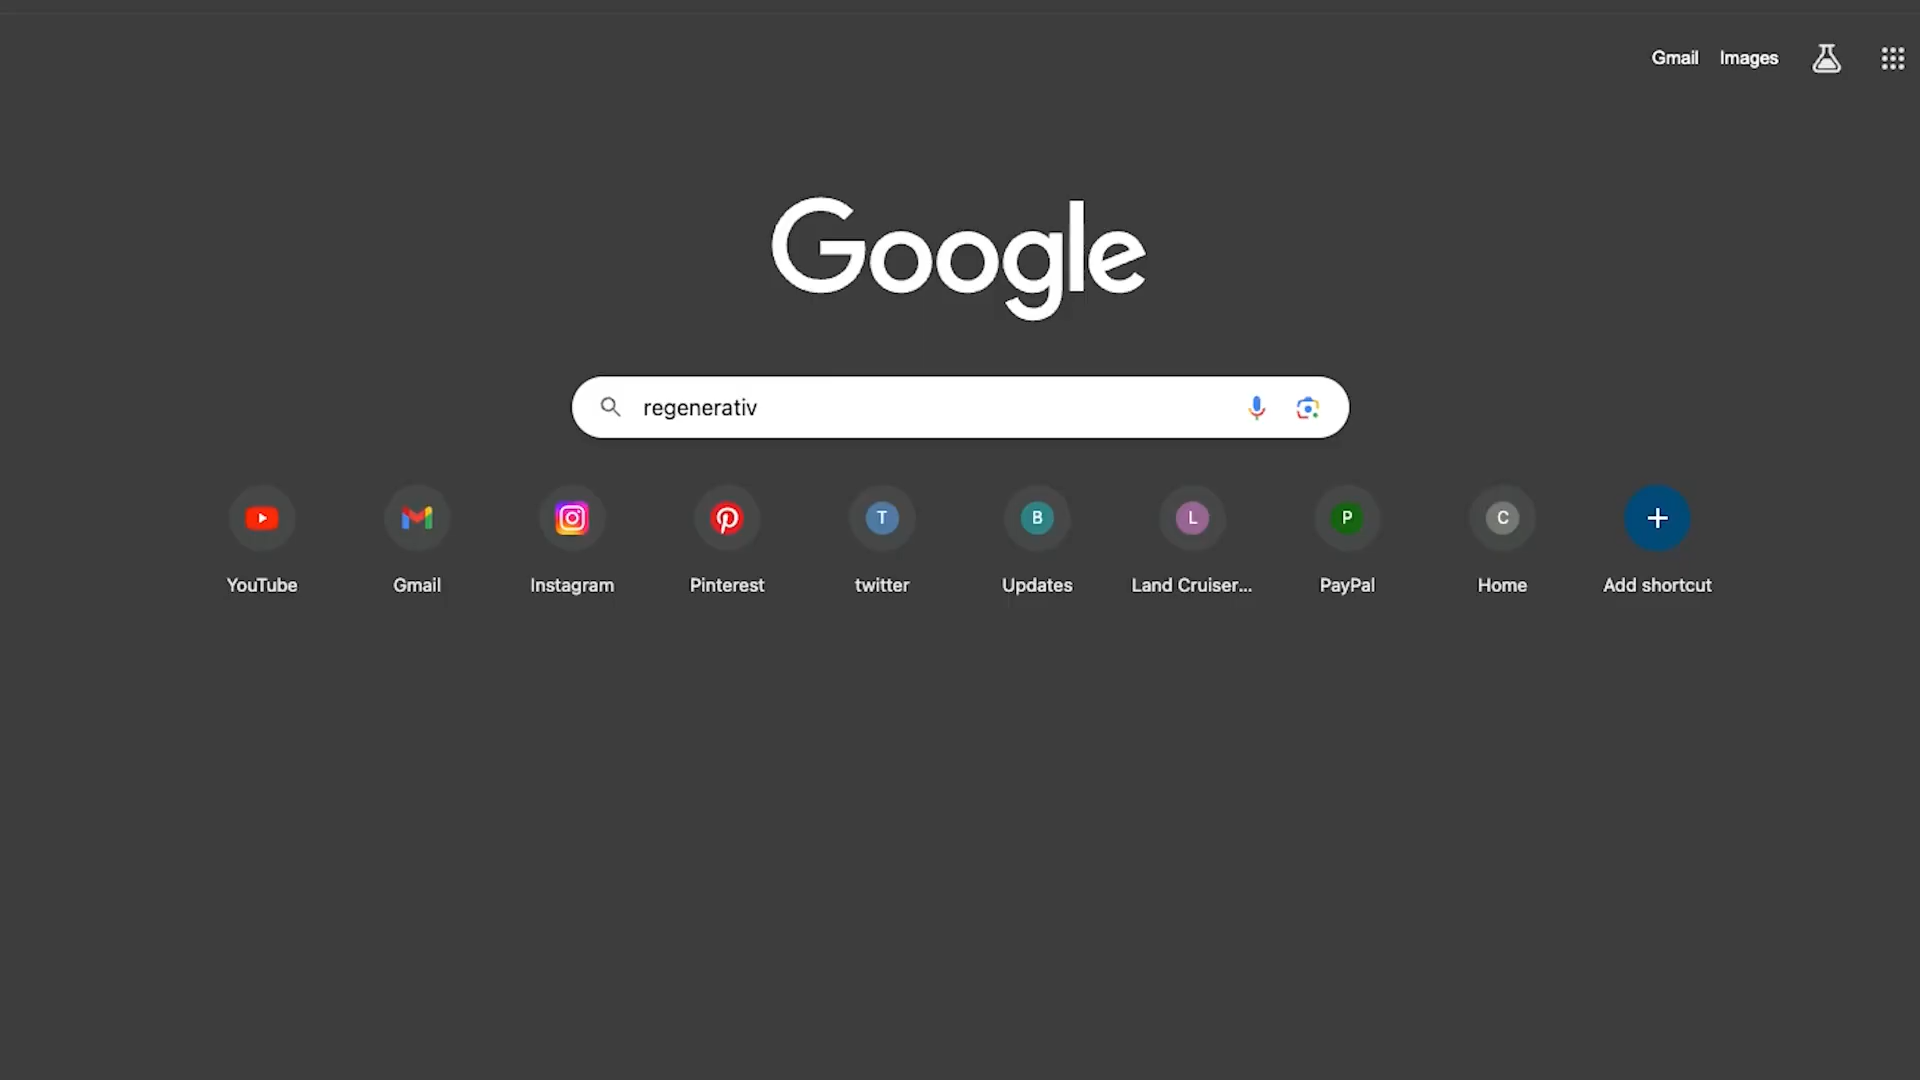 Gmail Images
Google
regenerativ
T B L P C
YouTube Gmail Instagram Pinterest twitter Updates Land Cruiser... PayPal Home Add shortcut